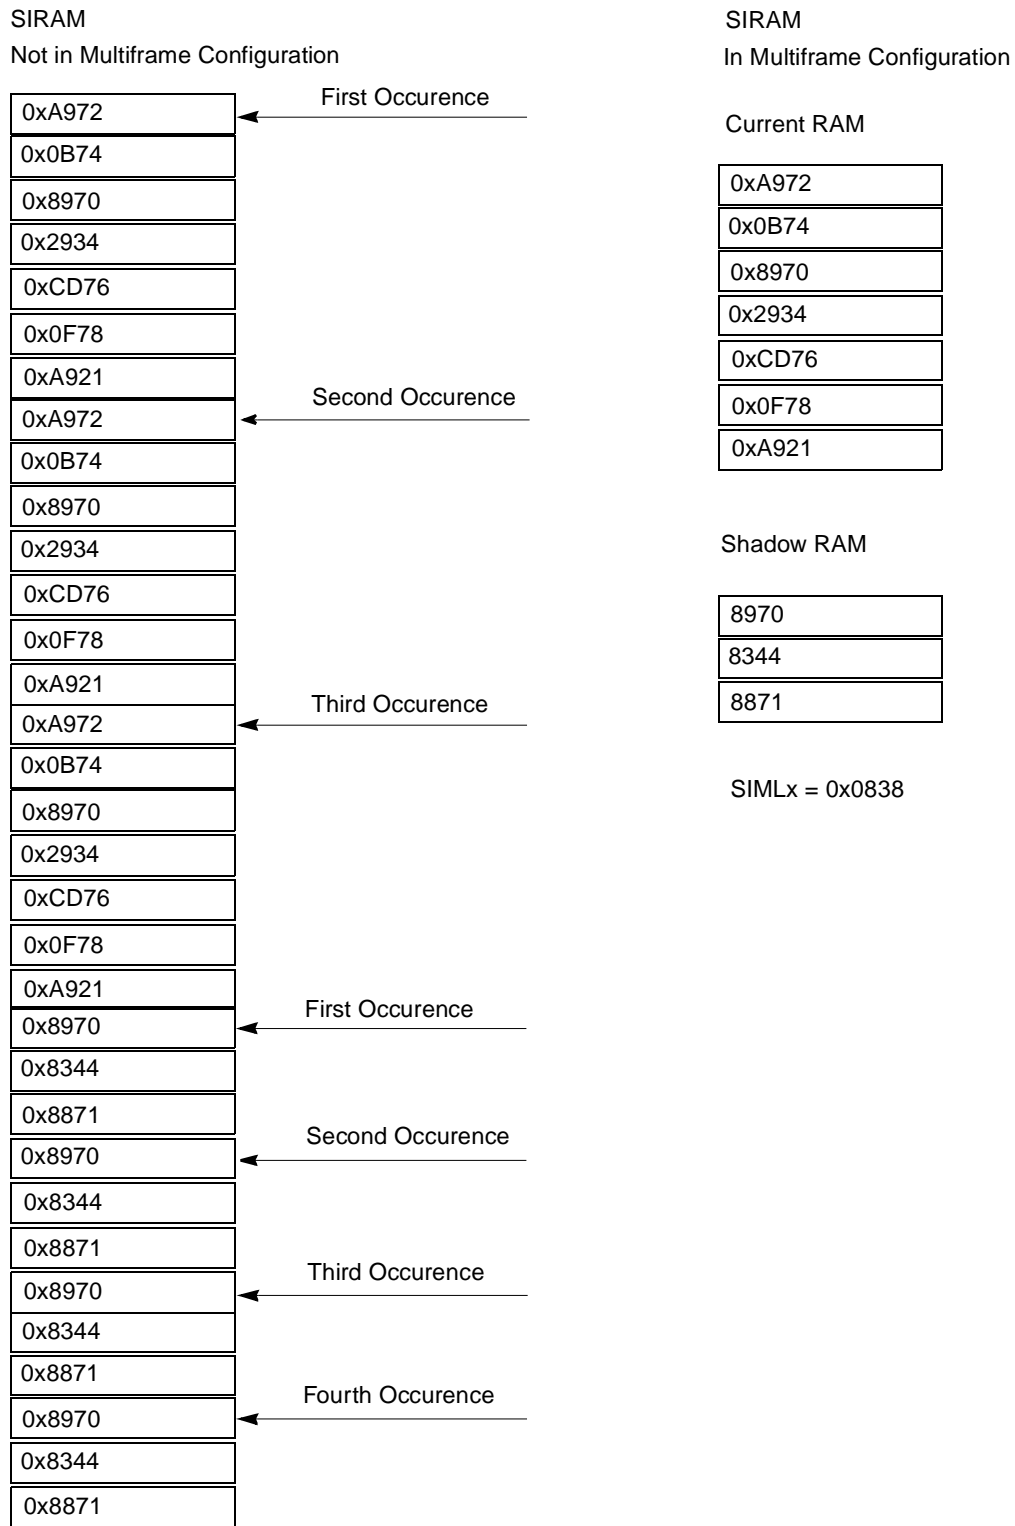 SIRAM
Not in Multiframe Configuration
0xA972
First Occurence
0x0B74
0x8970
0x2934
0xCD76
0x0F78
0xA921
0xA972
Second Occurence
0x0B74
0x8970
0x2934
0xCD76
0x0F78
0xA921
0xA972
Third Occurence
0x0B74
0x8970
0x2934
0xCD76
0x0F78
0xA921
0x8970
First Occurence
0x8344
0x8871
0x8970
Second Occurence
0x8344
0x8871
0x8970
Third Occurence
0x8344
0x8871
0x8970
Fourth Occurence
0x8344
0x8871
SIRAM
In Multiframe Configuration
Current RAM
0xA972
0x0B74
0x8970
0x2934
0xCD76
0x0F78
0xA921
Shadow RAM
8970
8344
8871
SIMLx = 0x0838